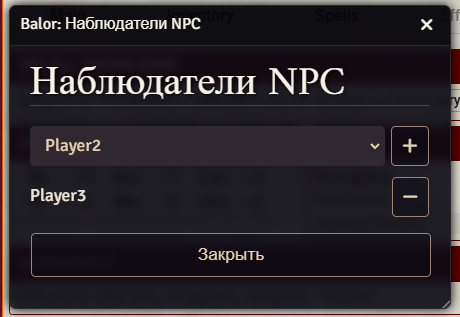 Balor: Наблюдатели NPC
Наблюдатели NPC
Player2
Player3
Закрыть